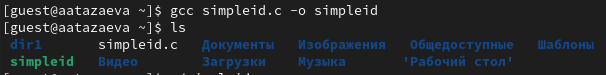 [guest@aatazaeva ~]$ gcc simpleid.c -o simpleid
[guest@aatazaeva ~]$ ls
dir1 simpleid.c Документы Изображения Общедоступные Шаблоны
simpleid Видео Загрузки Музыка 'Рабочий стол'